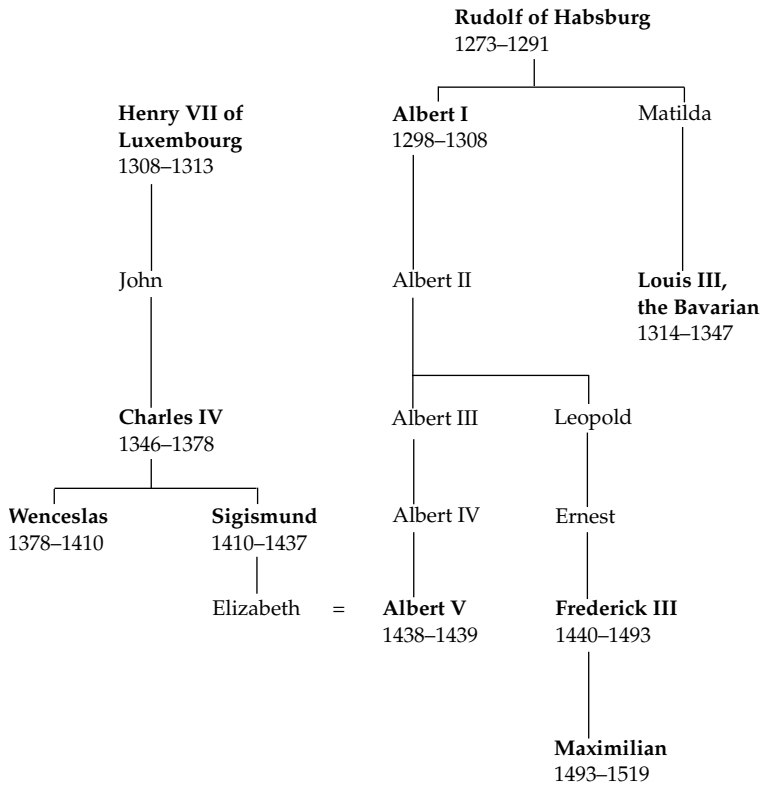 Rudolf of Habsburg
1273–1291
Henry VII of
Luxembourg
1308–1313
Albert I
1298–1308
Matilda
John
Albert II
Louis III,
the Bavarian
1314–1347
Charles IV
1346–1378
Albert III
Leopold
Wenceslas
1378–1410
Sigismund
1410–1437
Albert IV
Ernest
Elizabeth =
Albert V
1438–1439
Frederick III
1440–1493
Maximilian
1493–1519